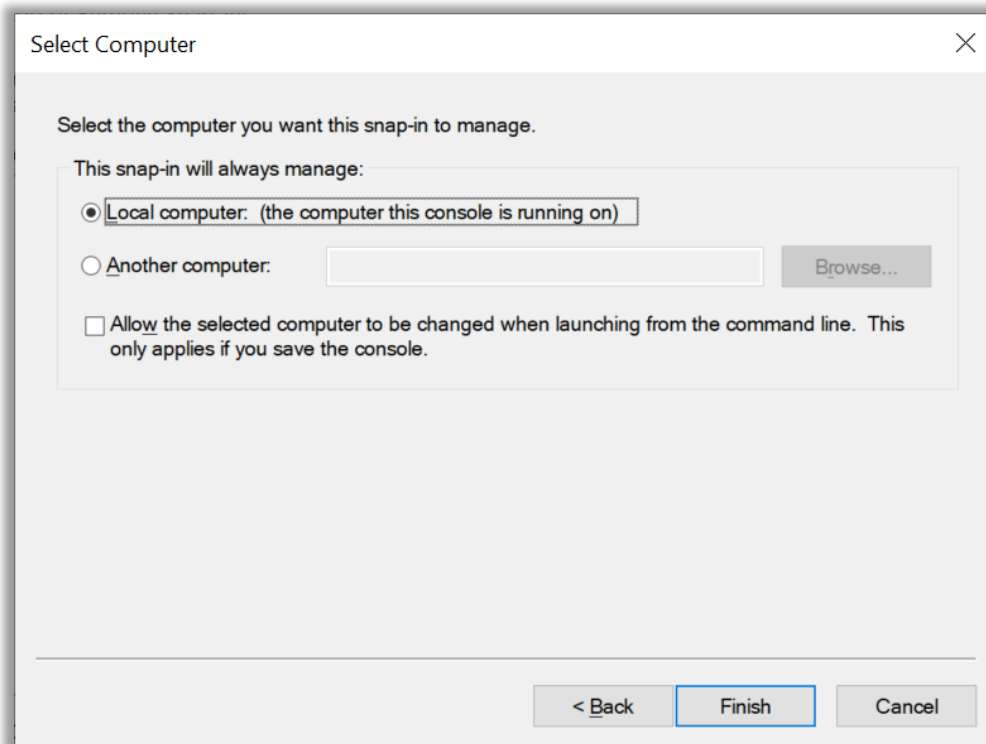 Select Computer
Select the computer you want this snap-in to manage.
This snap-in will always manage:
Local computer:  (the computer this console is running on)
Another computer:
Browse...
Allow the selected computer to be changed when launching from the command line.  This
only applies if you save the console.
< Back
Finish
Cancel